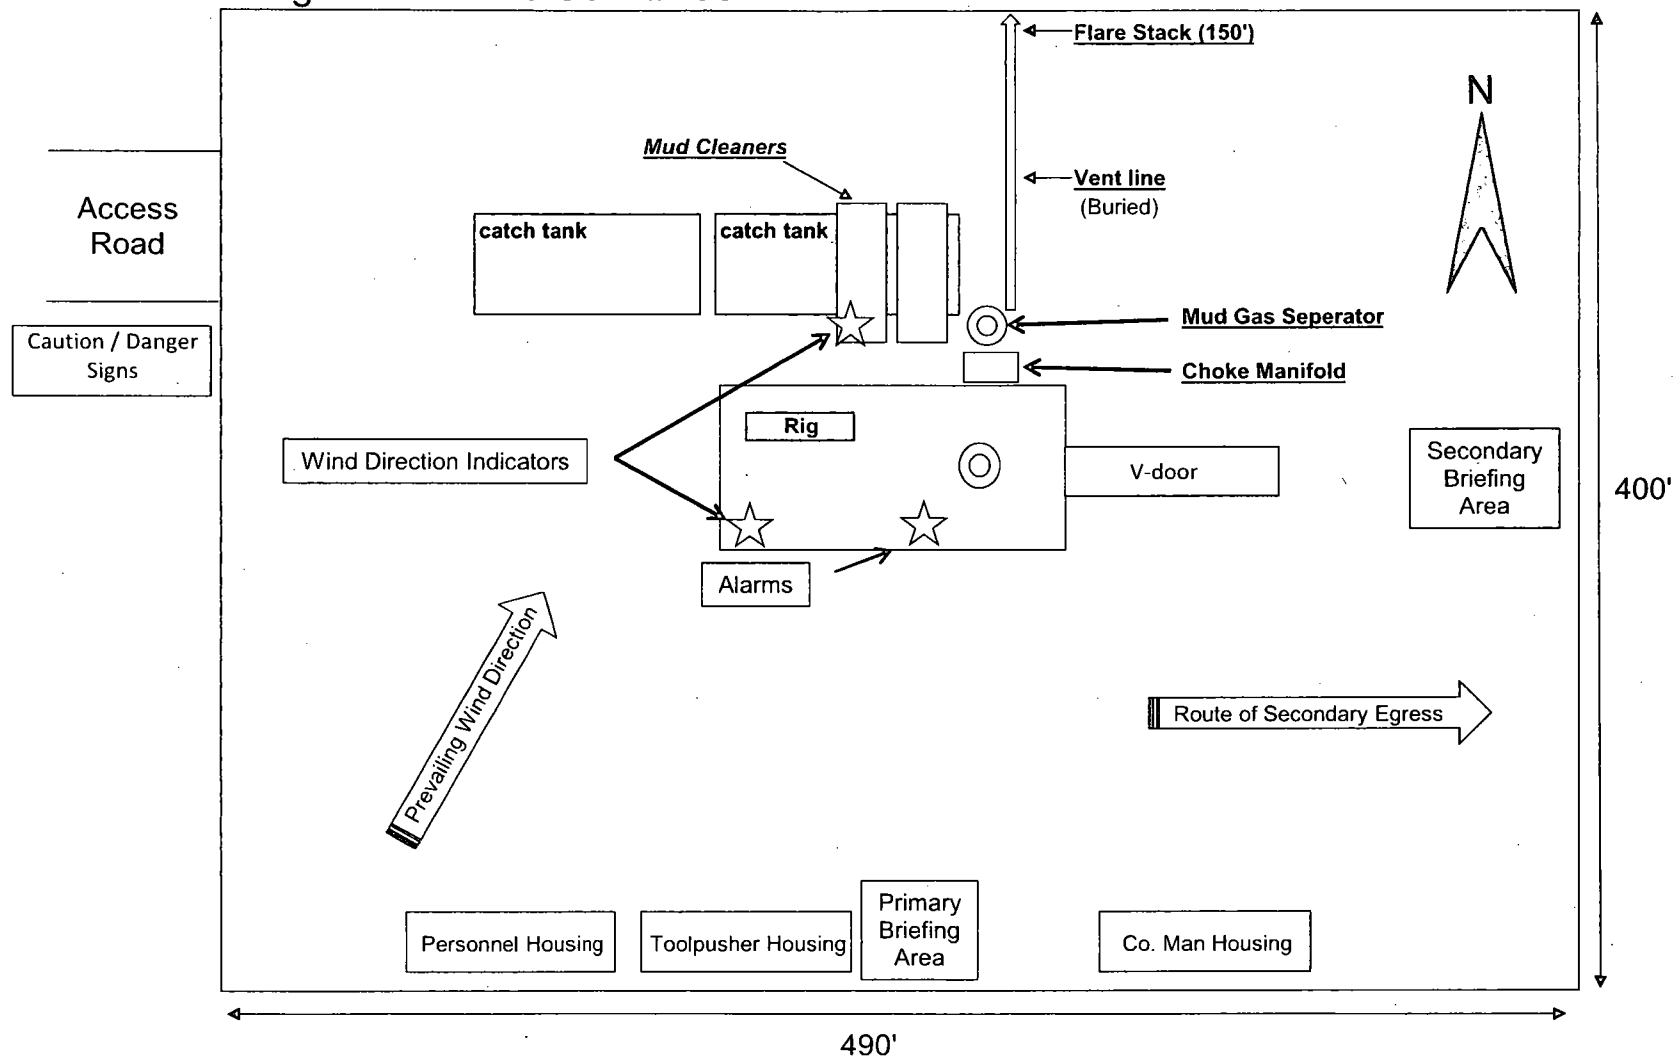 Flare Stack (150')
N
Mud Cleaners
Vent line
(Buried)
Access
Road
catch tank
catch tank
Mud Gas Seperator
Caution / Danger
Signs
Choke Manifold
Rig
Wind Direction Indicators
V-door
Secondary
Briefing
Area
400'
Alarms
Prevailing Wind Direction
Route of Secondary Egress
Primary
Briefing
Area
Personnel Housing
Toolpusher Housing
Co. Man Housing
490'